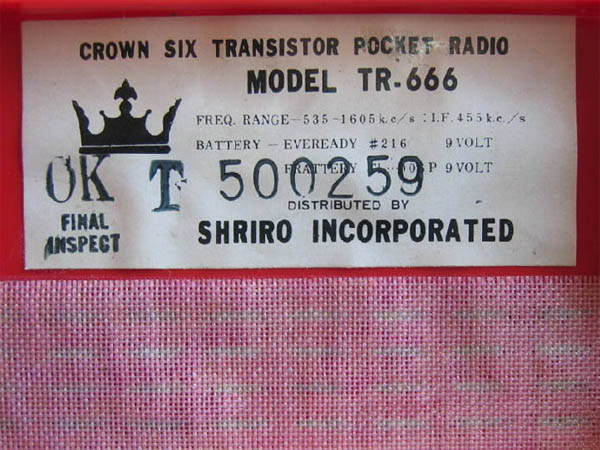 CROWN SIX TRANSISTOR POCKET RADIO
MODEL TR-666
FREQ. RANGE—535-1605 k.c/s : I.F. 455 k.c./s
BATTERY — EVEREADY #216 9 VOLT
P 9 VOLT
OK T 500259
DISTRIBUTED BY
FINAL
INSPECT
SHRIRO INCORPORATED